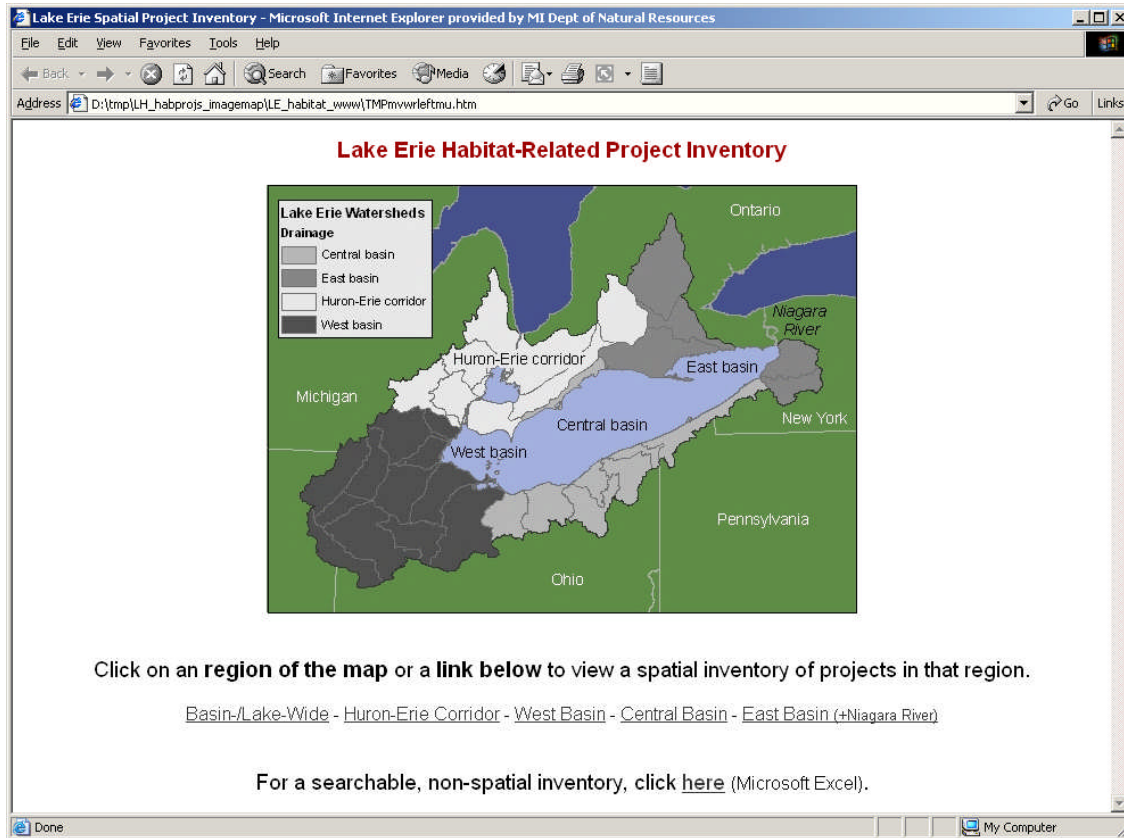 Lake Erie Spatial Project Inventory - Microsoft Internet Explorer provided by MI Dept of Natural Resources
File Edit View Favorites Tools Help
Back Search Favorites Media
Address D:\tmp\LH_habprojs_imagemap\LE_habitat_www\TMPmvwrleftmu.htm Go Links
Lake Erie Habitat-Related Project Inventory
Lake Erie Watersheds
Drainage
Central basin
East basin
Huron-Erie corridor
West basin
Ontario
Niagara
River
Huron-Erie corridor
East basin
Michigan
New York
Central basin
West basin
Pennsylvania
Ohio
Click on an region of the map or a link below to view a spatial inventory of projects in that region.
Basin-/Lake-Wide - Huron-Erie Corridor - West Basin - Central Basin - East Basin (+Niagara River)
For a searchable, non-spatial inventory, click here (Microsoft Excel).
Done My Computer